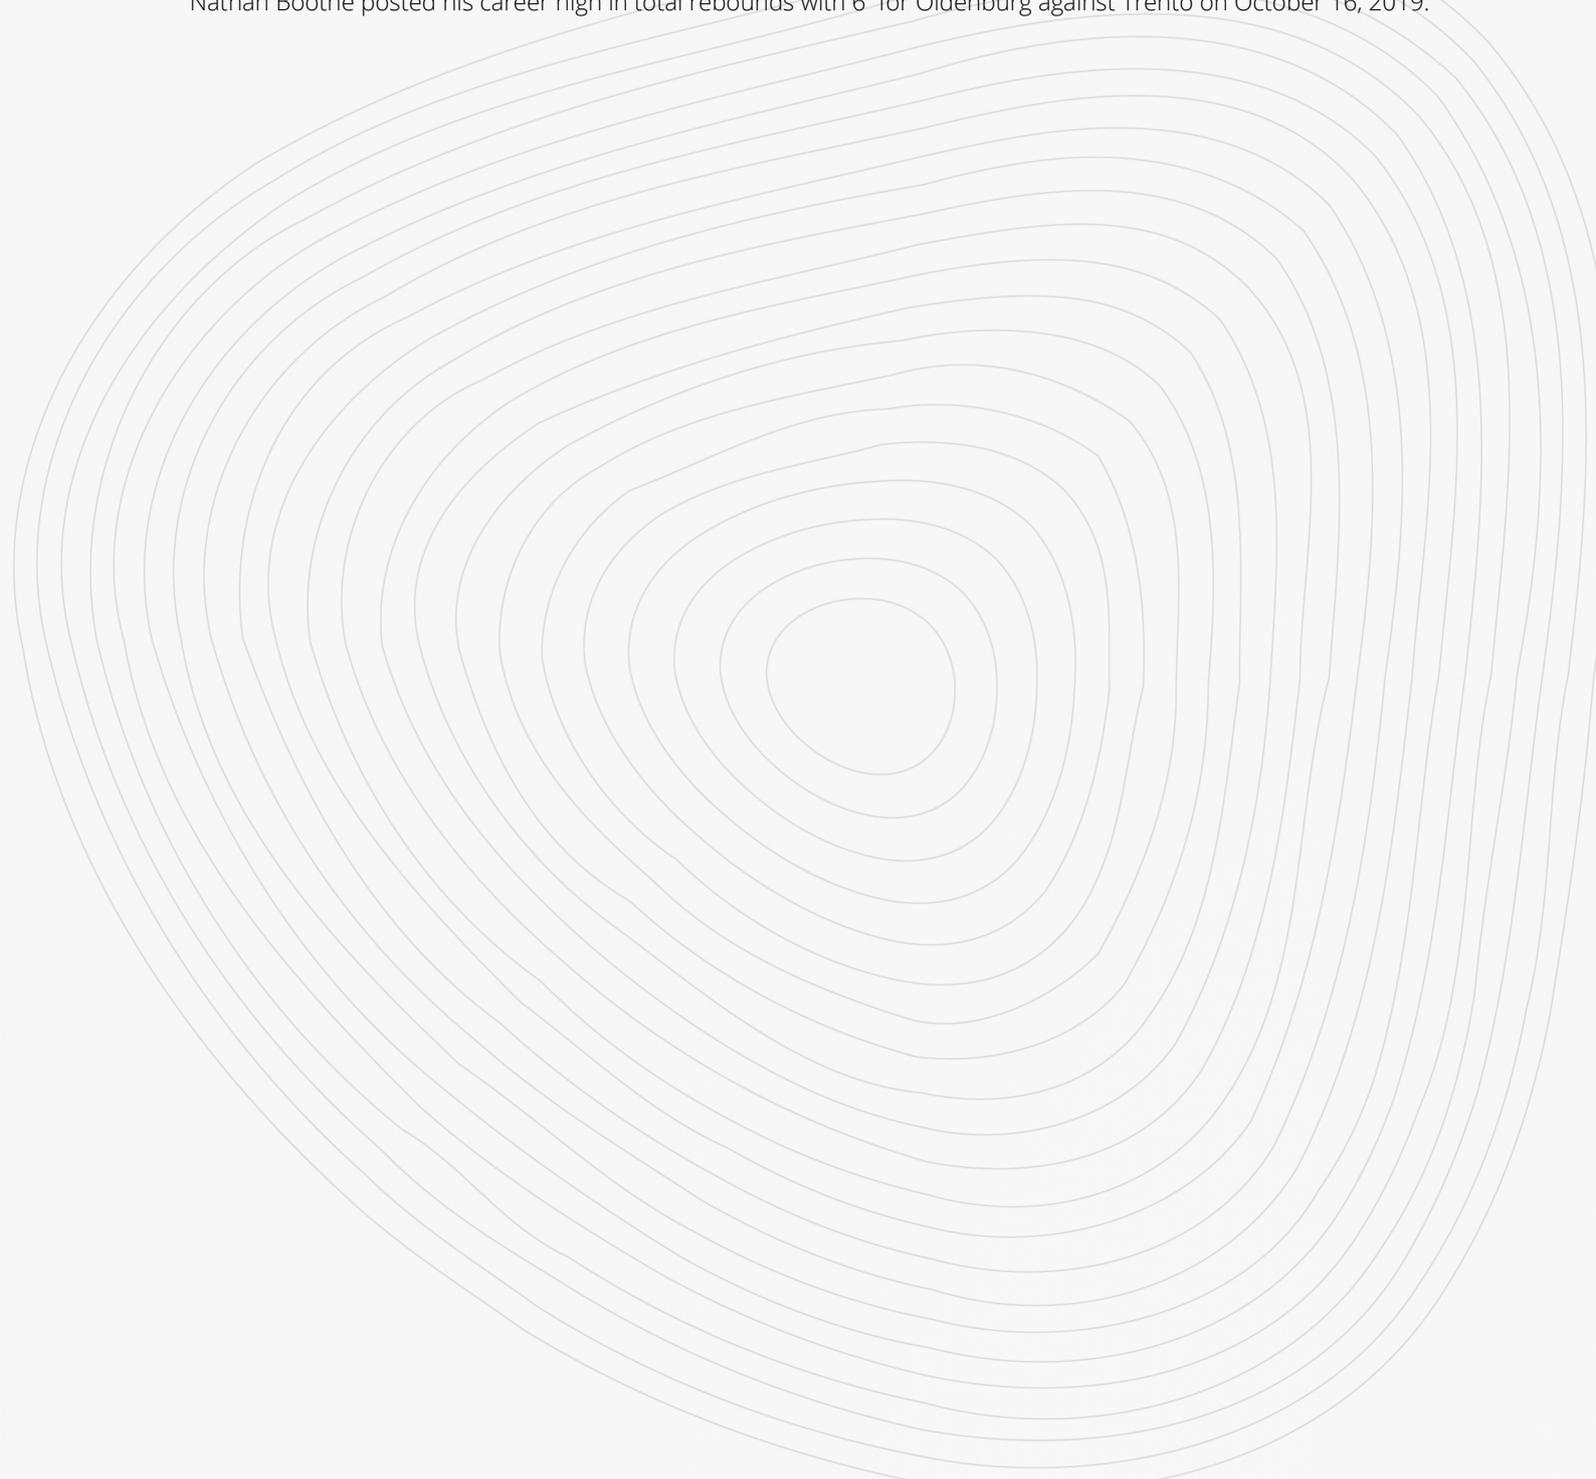 Nathan Boothe posted his career high in total rebounds with 6 for Oldenburg against Trento on October 16, 2019.